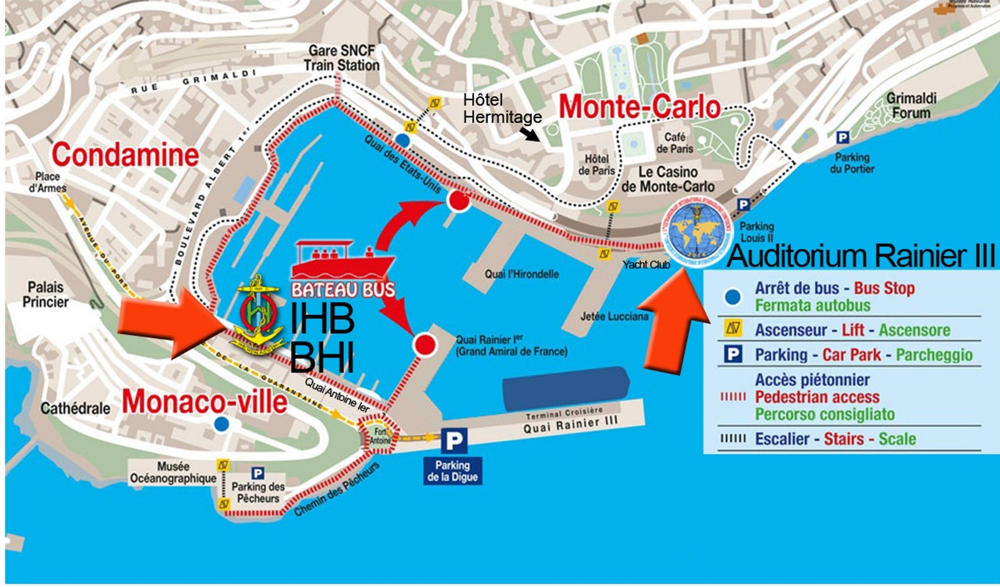 Gare SNCF
Train Station
RUE GRIMALDI
Hôtel
Hermitage
Monte-Carlo
Grimaldi
Forum
Condamine
Place
d'Armes
BOULEVARD ALBERT 1er
Quai des Etats-Unis
Café
de Paris
Hôtel
de Paris
Le Casino
de Monte-Carlo
P
Parking
du Portier
P
Parking
Louis II
Auditorium Rainier III
2014
Yacht Club
AVENUE DU PORT
Palais
Princier
BATEAU BUS
IHB
BHI
Quai l'Hirondelle
Jetée Lucciana
Quai Rainier Ier
(Grand Amiral de France)
DE LA QUARANTAINE
Quai Antoine Ier
Cathédrale
Monaco-ville
Terminal Croisière
Quai Rainier III
Fort
Antoine
P
Parking
de la Digue
Musée
Océanographique
P
Parking des
Pêcheurs
Chemin des Pêcheurs
Arrêt de bus - Bus Stop
Fermata autobus
Ascenseur - Lift - Ascensore
P Parking - Car Park - Parcheggio
Accès piétonnier
Pedestrian access
Percorso consigliato
Escalier - Stairs - Scale